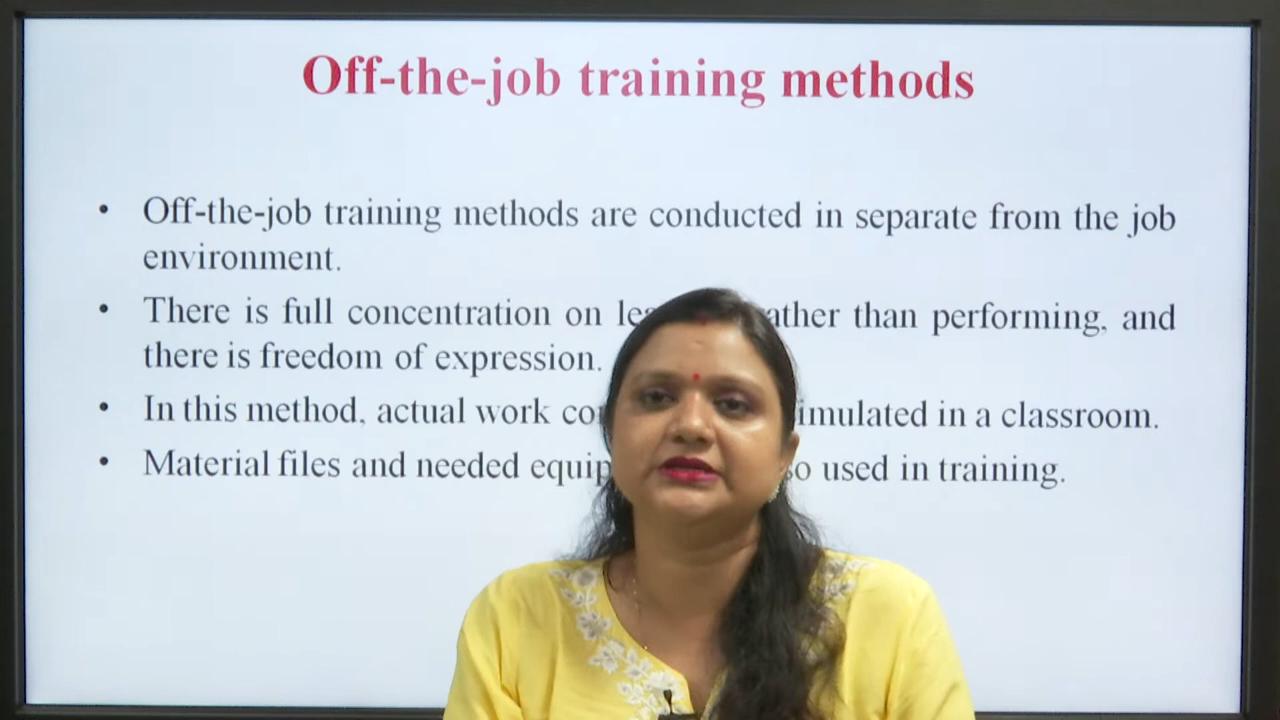 Off-the-job training methods
• Off-the-job training methods are conducted in separate from the job
environment.
• There is full concentration on rather than performing, and
there is freedom of expression.
• In this method, actual work simulated in a classroom.
• Material files and needed used in training.